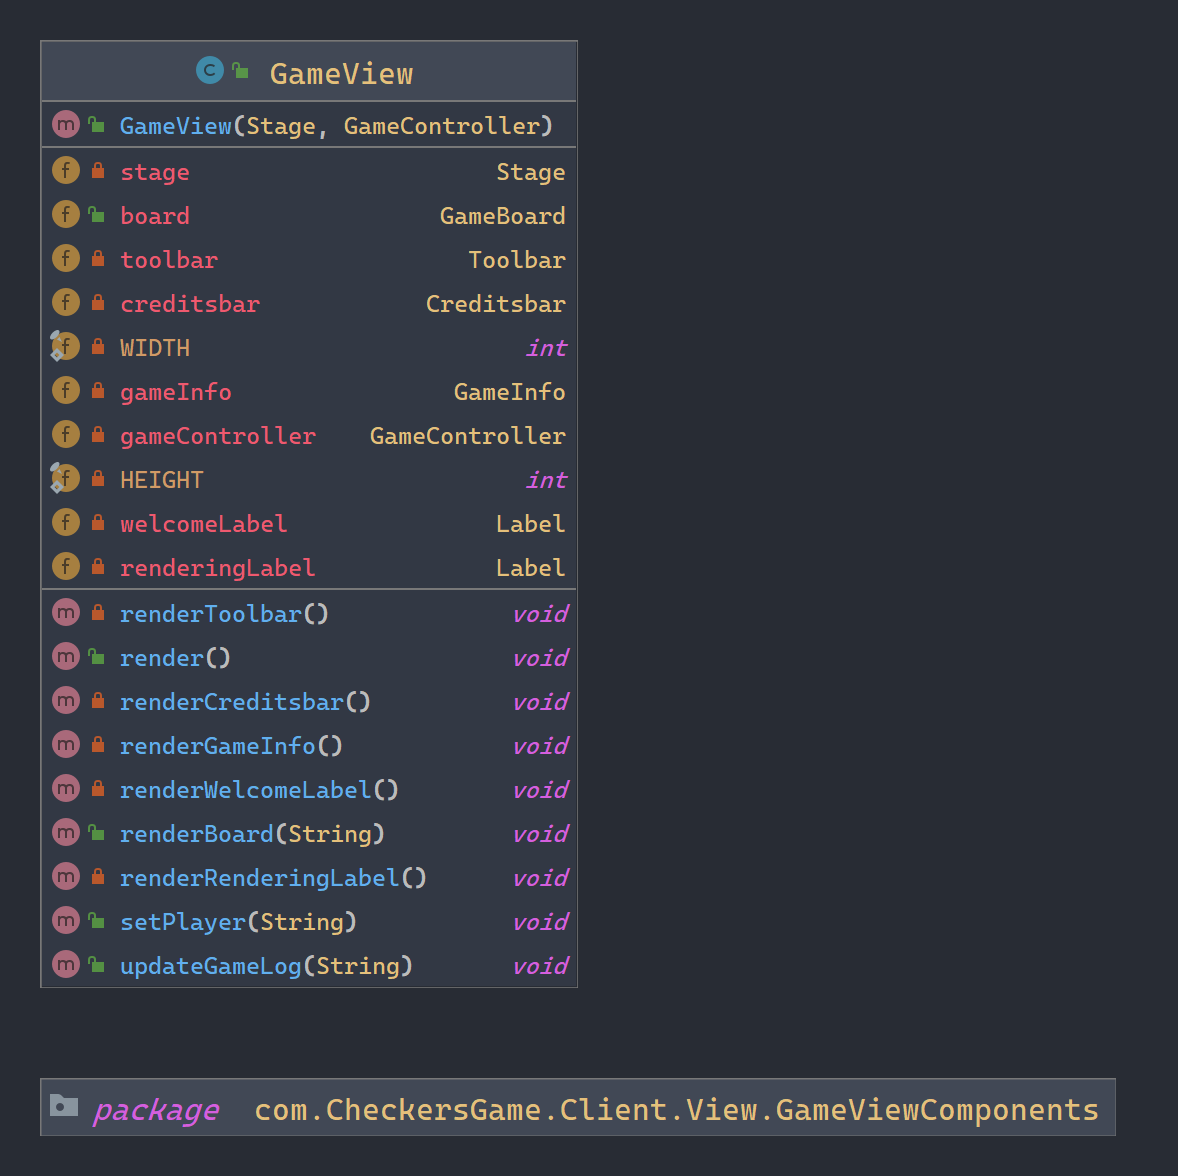 C GameView
m GameView(Stage, GameController)
f stage Stage
f board GameBoard
f toolbar Toolbar
f creditsbar Creditsbar
f WIDTH int
f gameInfo GameInfo
f gameController GameController
f HEIGHT int
f welcomeLabel Label
f renderingLabel Label
m renderToolbar() void
m render() void
m renderCreditsbar() void
m renderGameInfo() void
m renderWelcomeLabel() void
m renderBoard(String) void
m renderRenderingLabel() void
m setPlayer(String) void
m updateGameLog(String) void
package com.CheckersGame.Client.View.GameViewComponents